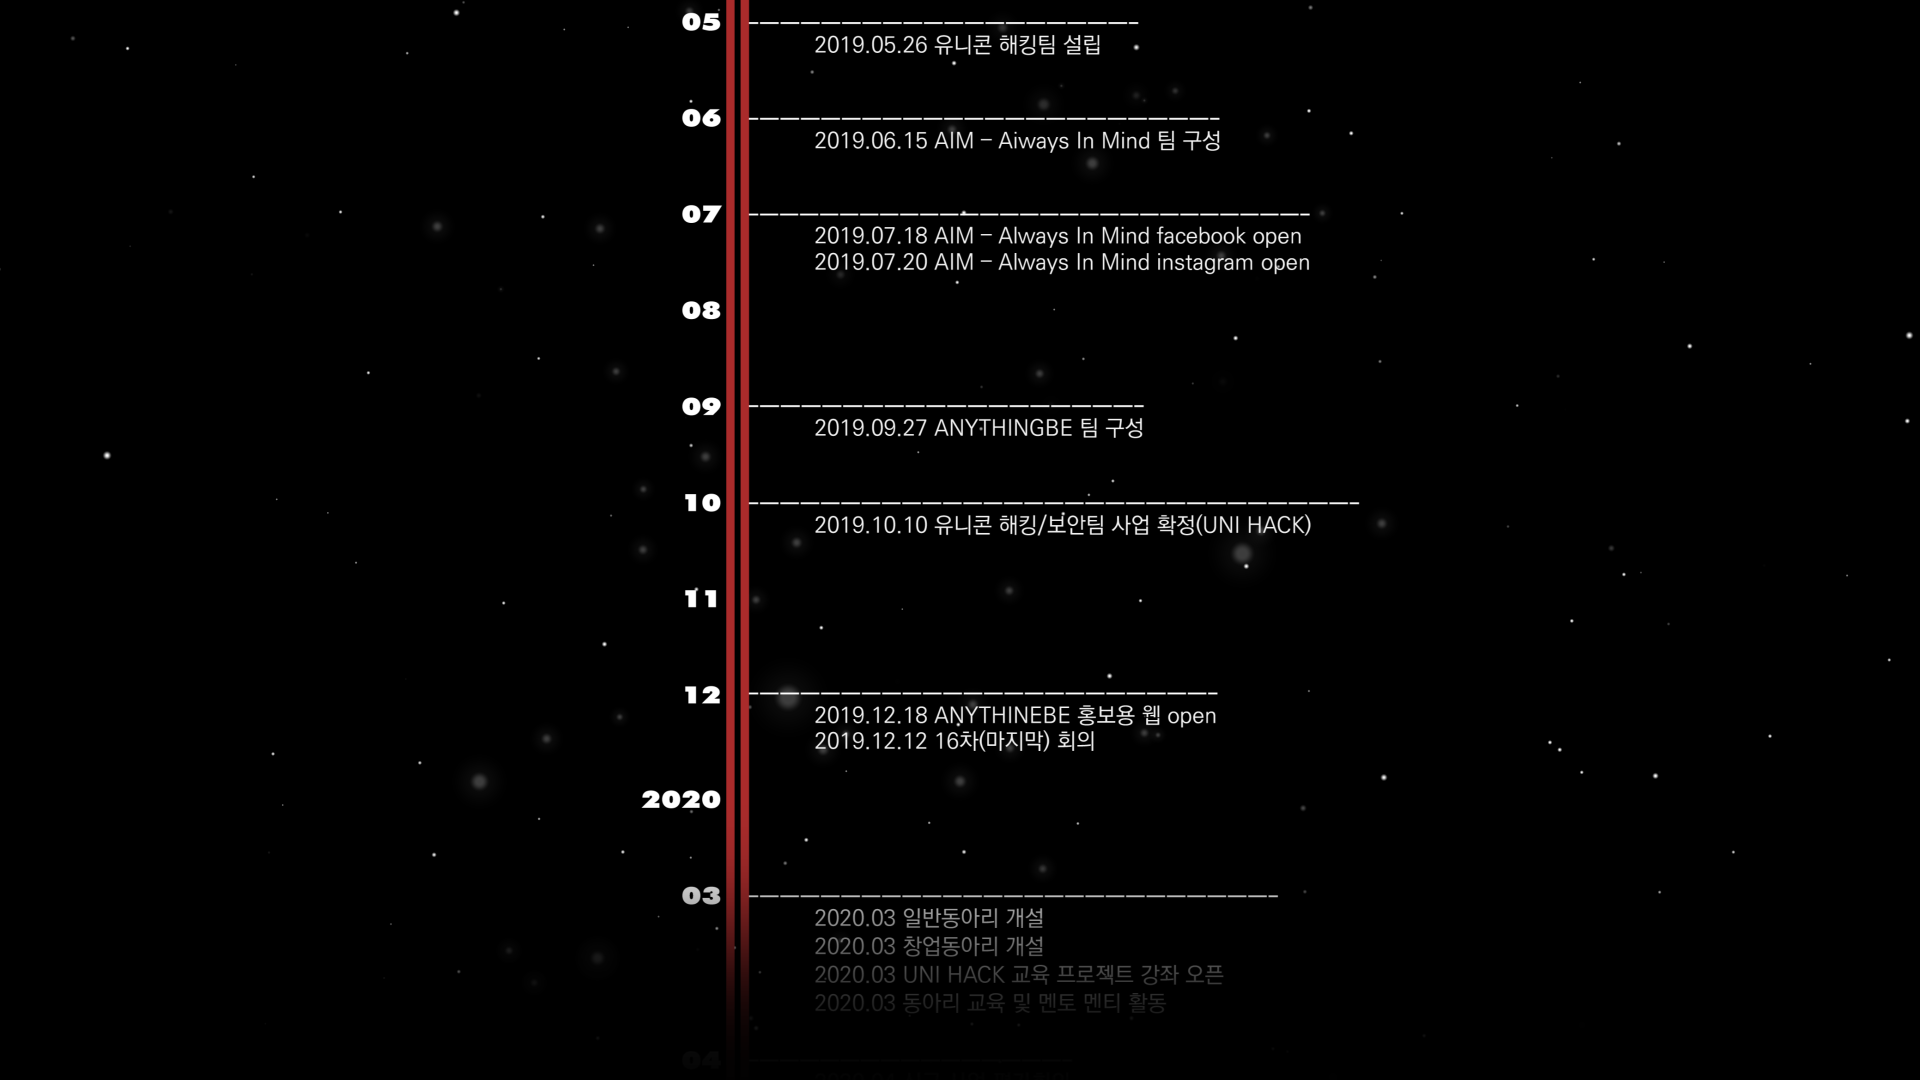 05
2019.05.26 유니콘 해킹팀 설립
06
2019.06.15 AIM - Aiways In Mind 팀 구성
07
2019.07.18 AIM - Always In Mind facebook open
2019.07.20 AIM - Always In Mind instagram open
08
09
2019.09.27 ANYTHINGBE 팀 구성
10
2019.10.10 유니콘 해킹/보안팀 사업 확정(UNI HACK)
11
12
2019.12.18 ANYTHINEBE 홍보용 웹 open
2019.12.12 16차(마지막) 회의
2020
03
2020.03 일반동아리 개설
2020.03 창업동아리 개설
2020.03 UNI HACK 교육 프로젝트 강좌 오픈
2020.03 동아리 교육 및 멘토 멘티 활동
04